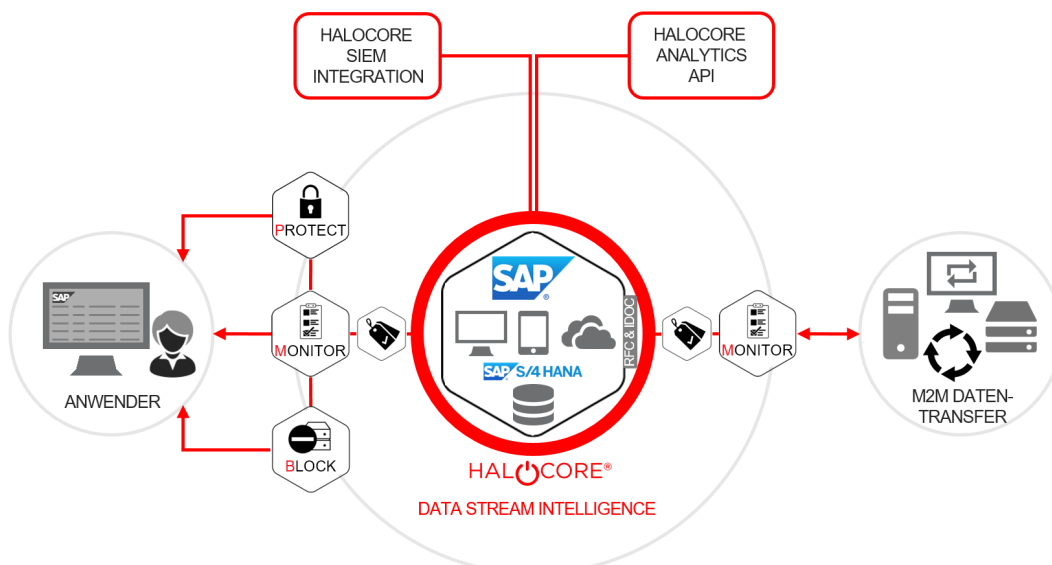 HALOCORE
SIEM
INTEGRATION
HALOCORE
ANALYTICS
API
PROTECT
SAP
ANWENDER
MONITOR
BLOCK
SAP®
RFC & IDOC
SAP S/4 HANA
HALOCORE®
DATA STREAM INTELLIGENCE
MONITOR
M2M DATEN-
TRANSFER